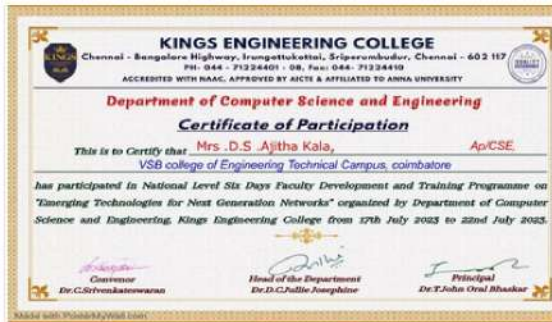 KINGS ENGINEERING COLLEGE
Chennai - Bangalore Highway, Irungattukottai, Sriperumbudur, Chennai - 602 117
PH: 044 - 71224401 - 08, Fax: 044- 71224410
ACCREDITED WITH NAAC, APPROVED BY AICTE & AFFILIATED TO ANNA UNIVERSITY
KINGS
Department of Computer Science and Engineering
Certificate of Participation
This is to Certify that Mrs .D.S .Ajitha Kala, Ap/CSE,
VSB college of Engineering Technical Campus, coimbatore
has participated in National Level Six Days Faculty Development and Training Programme on
"Emerging Technologies for Next Generation Networks" organized by Department of Computer
Science and Engineering, Kings Engineering College from 17th July 2023 to 22nd July 2023.
Convenor
Dr.C.Srivenkateswaran
Head of the Department
Dr.D.C.Jullie Josephine
Principal
Dr.T.John Oral Bhaskar
Made with PosterMyWall.com